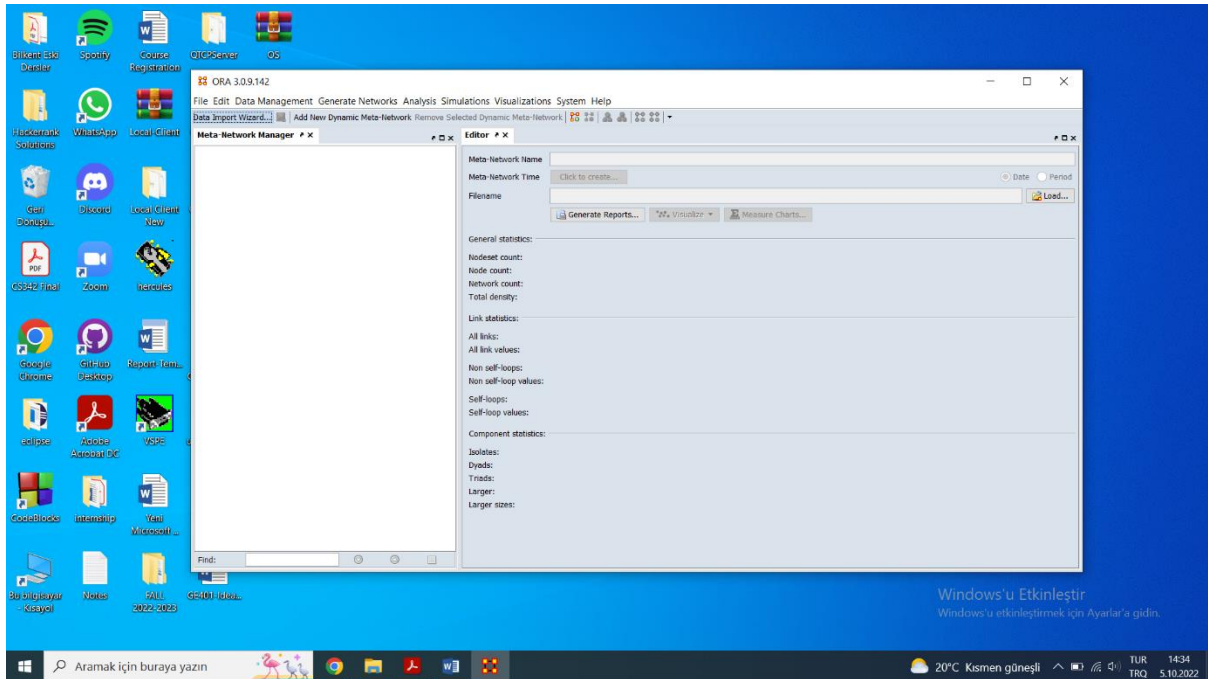 Bilkent Eski
Dersler
Spotify
Course
Registration
QTCPServer
OS
Hackerrank
Solutions
WhatsApp
Local-Client
Geri
Dönüşü...
Discord
Local Client
New
PDF
CS342 Final
Zoom
hercules
Google
Chrome
GitHub
Desktop
Report-Tem...
eclipse
Adobe
Acrobat DC
VSPE
CodeBlocks
internship
Yeni
Microsoft ...
Bu bilgisayar
- Kısayol
Notes
FALL
2022-2023
GE401-Idea...
ORA 3.0.9.142
File Edit Data Management Generate Networks Analysis Simulations Visualizations System Help
Data Import Wizard... Add New Dynamic Meta-Network Remove Selected Dynamic Meta-Network
Meta-Network Manager
Find:
Editor
Meta-Network Name
Meta-Network Time Click to create... Date Period
Filename Load...
Generate Reports... Visualize Measure Charts...
General statistics:
Nodeset count:
Node count:
Network count:
Total density:
Link statistics:
All links:
All link values:
Non self-loops:
Non self-loop values:
Self-loops:
Self-loop values:
Component statistics:
Isolates:
Dyads:
Triads:
Larger:
Larger sizes:
Windows'u Etkinleştir
Windows'u etkinleştirmek için Ayarlar'a gidin.
Aramak için buraya yazın
20°C Kısmen güneşli
TUR
TRQ
14:34
5.10.2022